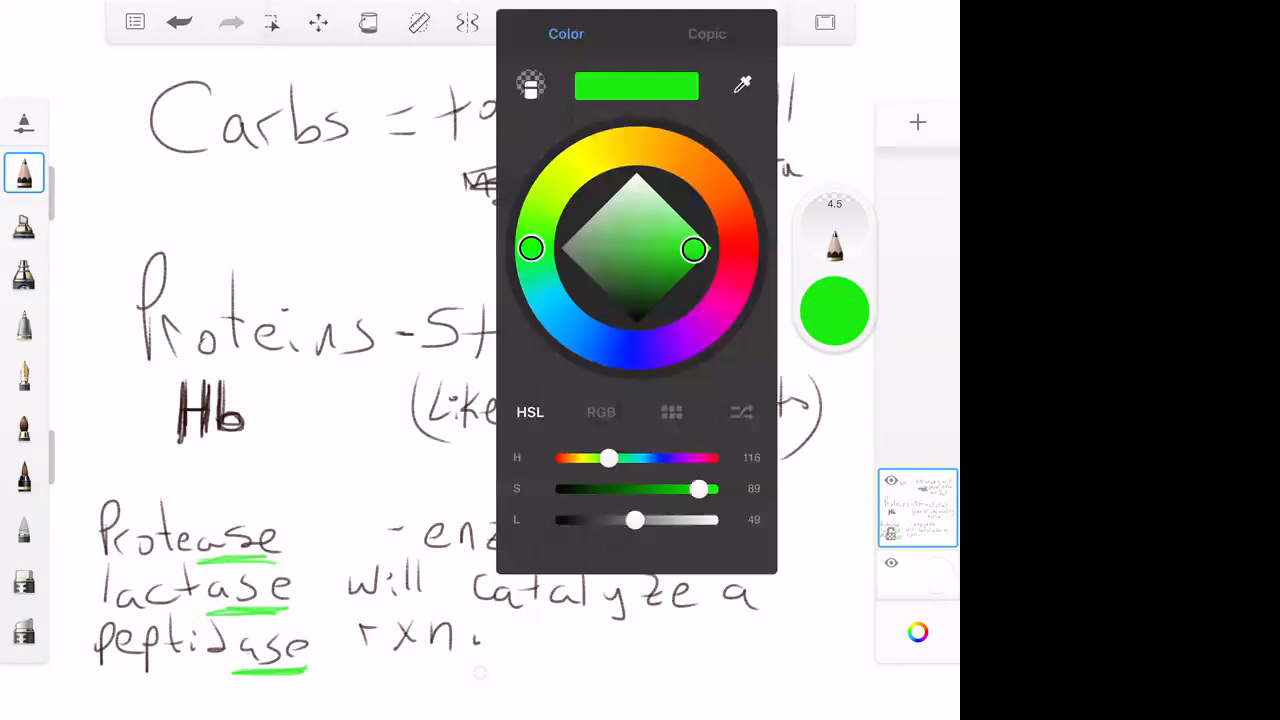 Color Copic
Carbs = to
4.5
Proteins - St
Hb (Like )
HSL RGB
H 116
S 89
L 49
Protease - enz
lactase will catalyze a
peptidase rxn.